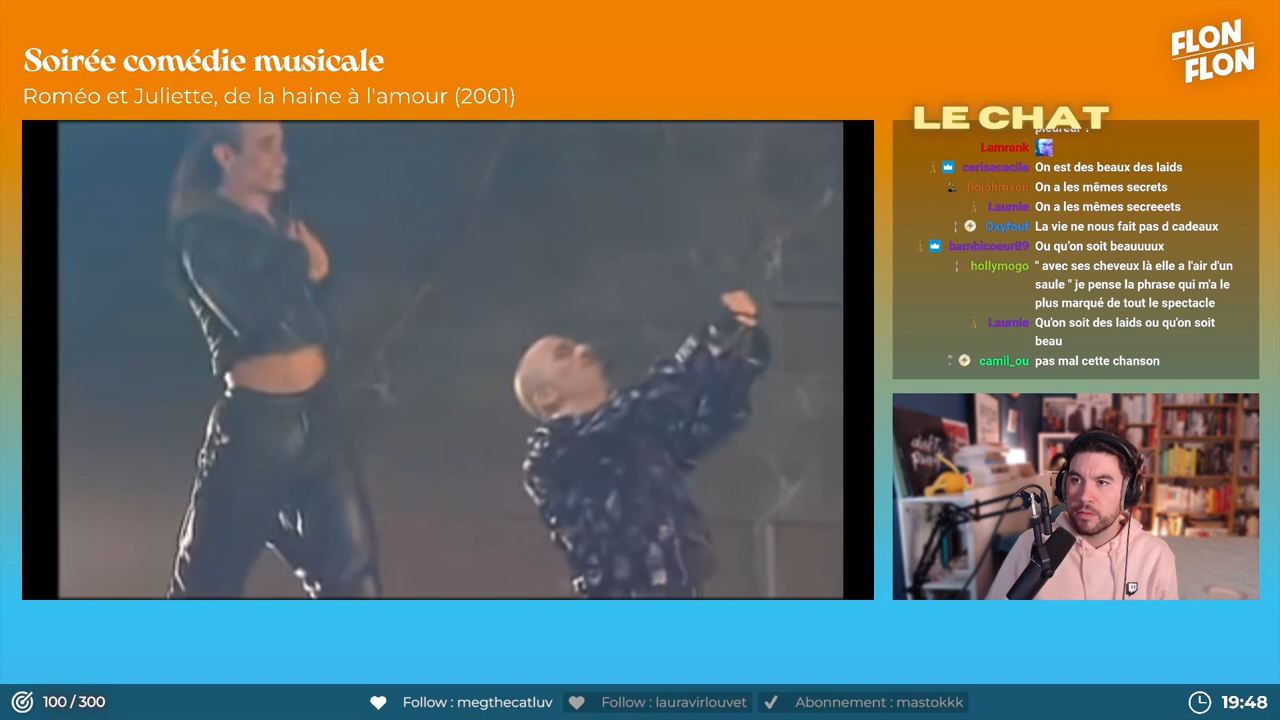 Soirée comédie musicale
Roméo et Juliette, de la haine à l'amour (2001)
FLON
FLON
LE CHAT
pleureur ?
Lamrank
cerisececile On est des beaux des laids
flojohnson On a les mêmes secrets
Laurnie On a les mêmes secreeets
Oxyfouf La vie ne nous fait pas d cadeaux
bambicoeur89 Ou qu'on soit beauuuux
hollymogo " avec ses cheveux là elle a l'air d'un
saule " je pense la phrase qui m'a le
plus marqué de tout le spectacle
Laurnie Qu'on soit des laids ou qu'on soit
beau
camil_ou pas mal cette chanson
100 / 300
Follow : megthecatluv
Follow : lauravirlouvet
Abonnement : mastokkk
19:48